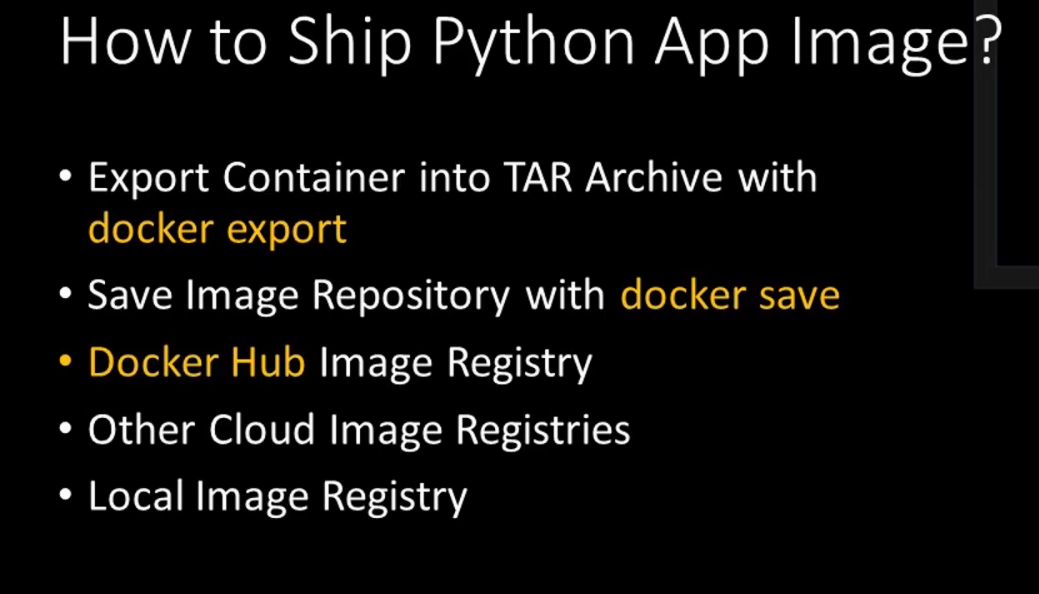 How to Ship Python App Image?
• Export Container into TAR Archive with
docker export
• Save Image Repository with docker save
• Docker Hub Image Registry
• Other Cloud Image Registries
• Local Image Registry